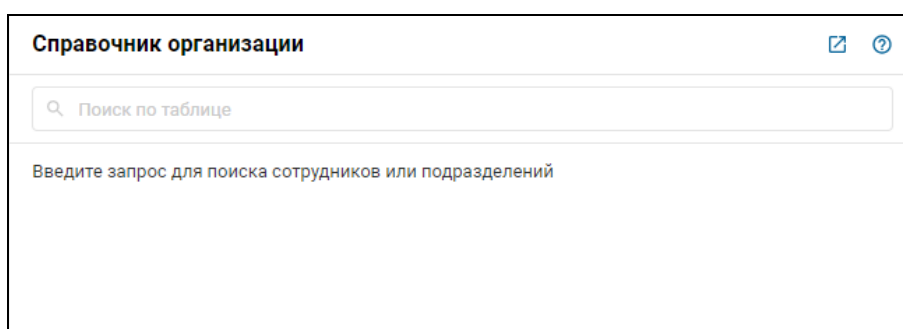 Справочник организации
Поиск по таблице
Введите запрос для поиска сотрудников или подразделений